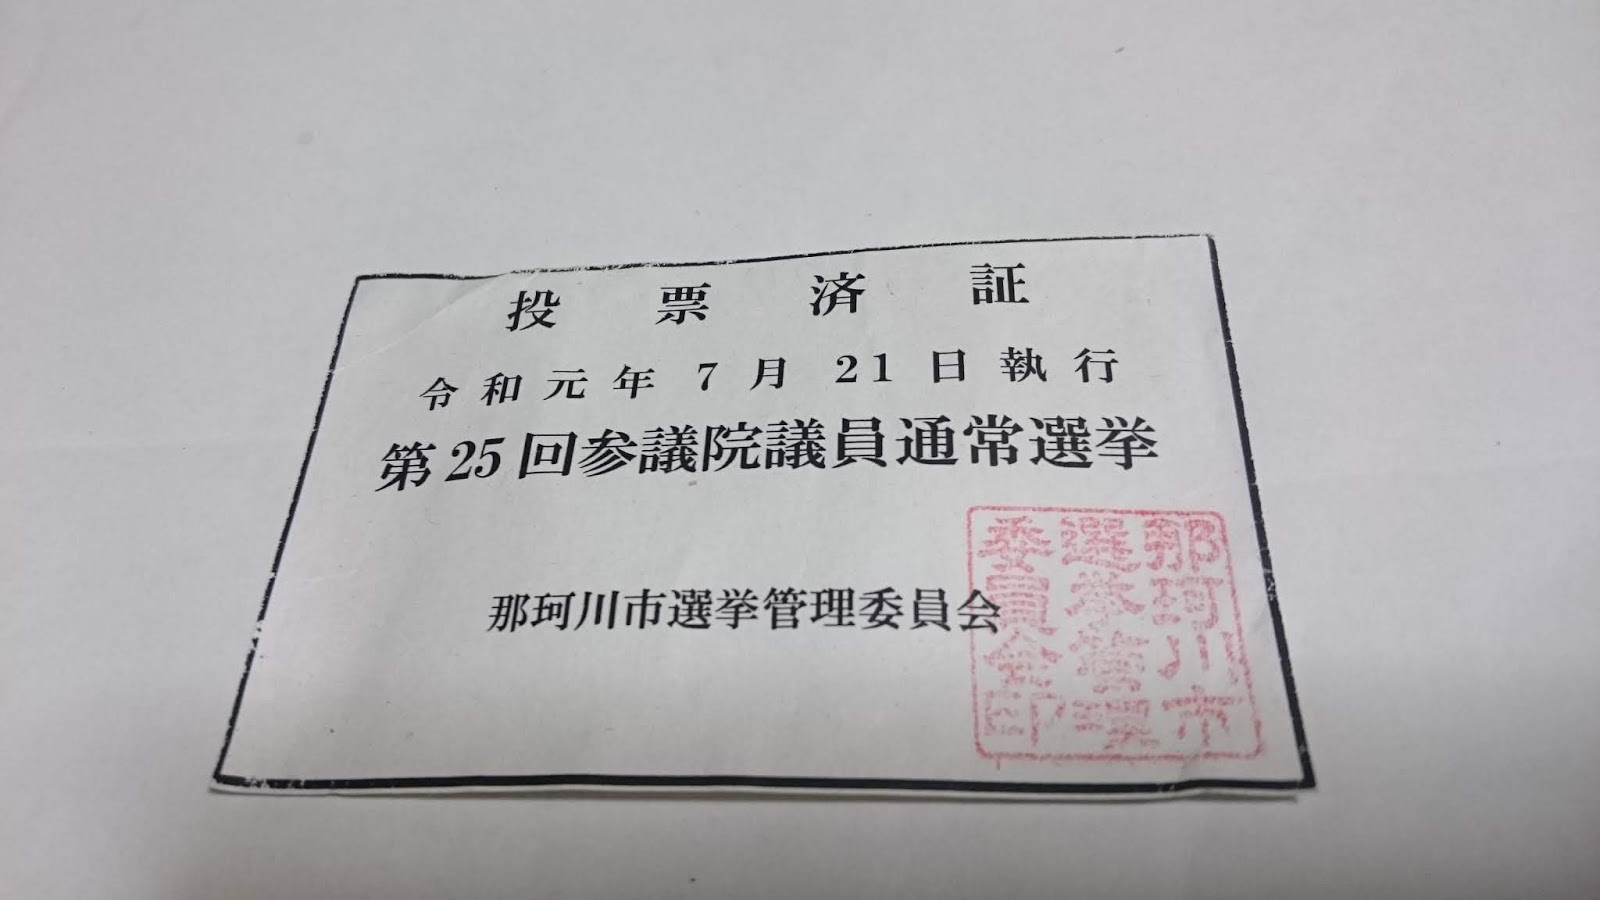 投票済証
令和元年7月21日執行
第25回参議院議員通常選挙
那珂川市選挙管理委員会
那珂川市
選挙管理
委員会印